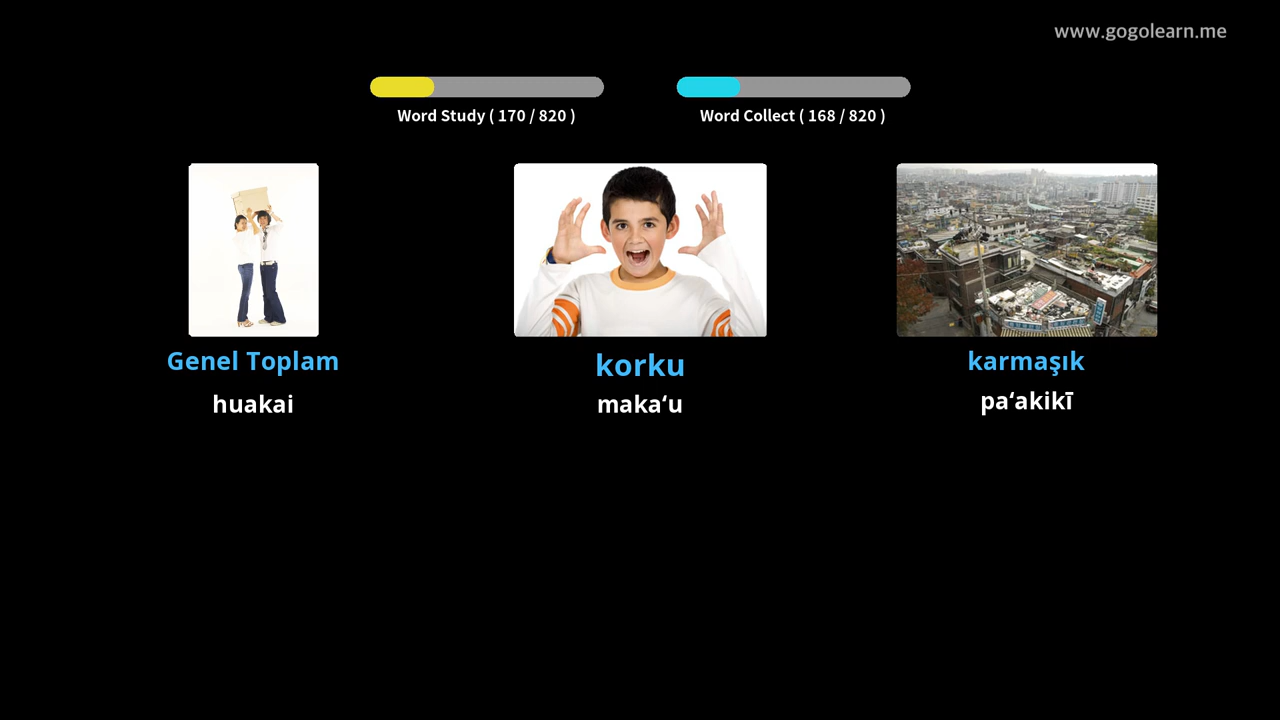 www.gogolearn.me
Word Study ( 170 / 820 )
Word Collect ( 168 / 820 )
Genel Toplam
korku
karmaşık
huakai
makaʻu
paʻakikī